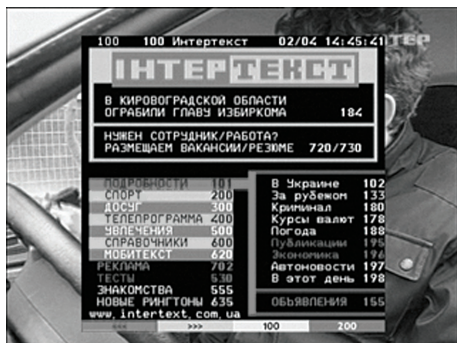 100 100 Интертекст 02/04 14:45:41
ІНТЕРТЕКСТ
В КИРОВОГРАДСКОЙ ОБЛАСТИ
ОГРАБИЛИ ГЛАВУ ИЗБИРКОМА 184
НУЖЕН СОТРУДНИК/РАБОТА?
РАЗМЕЩАЕМ ВАКАНСИИ/РЕЗЮМЕ 720/730
ПОДРОБНОСТИ 101
СПОРТ 200
ДОСУГ 300
ТЕЛЕПРОГРАММА 400
УВЛЕЧЕНИЯ 500
СПРАВОЧНИКИ 600
МОБИТЕКСТ 620
РЕКЛАМА 702
ТЕСТЫ 530
ЗНАКОМСТВА 555
НОВЫЕ РИНГТОНЫ 635
www.intertext.com.ua
В Украине 102
За рубежом 133
Криминал 180
Курсы валют 178
Погода 188
Публикации 195
Экономика 196
Автоновости 197
В этот день 198
ОБЪЯВЛЕНИЯ 155
<<< >>> 100 200